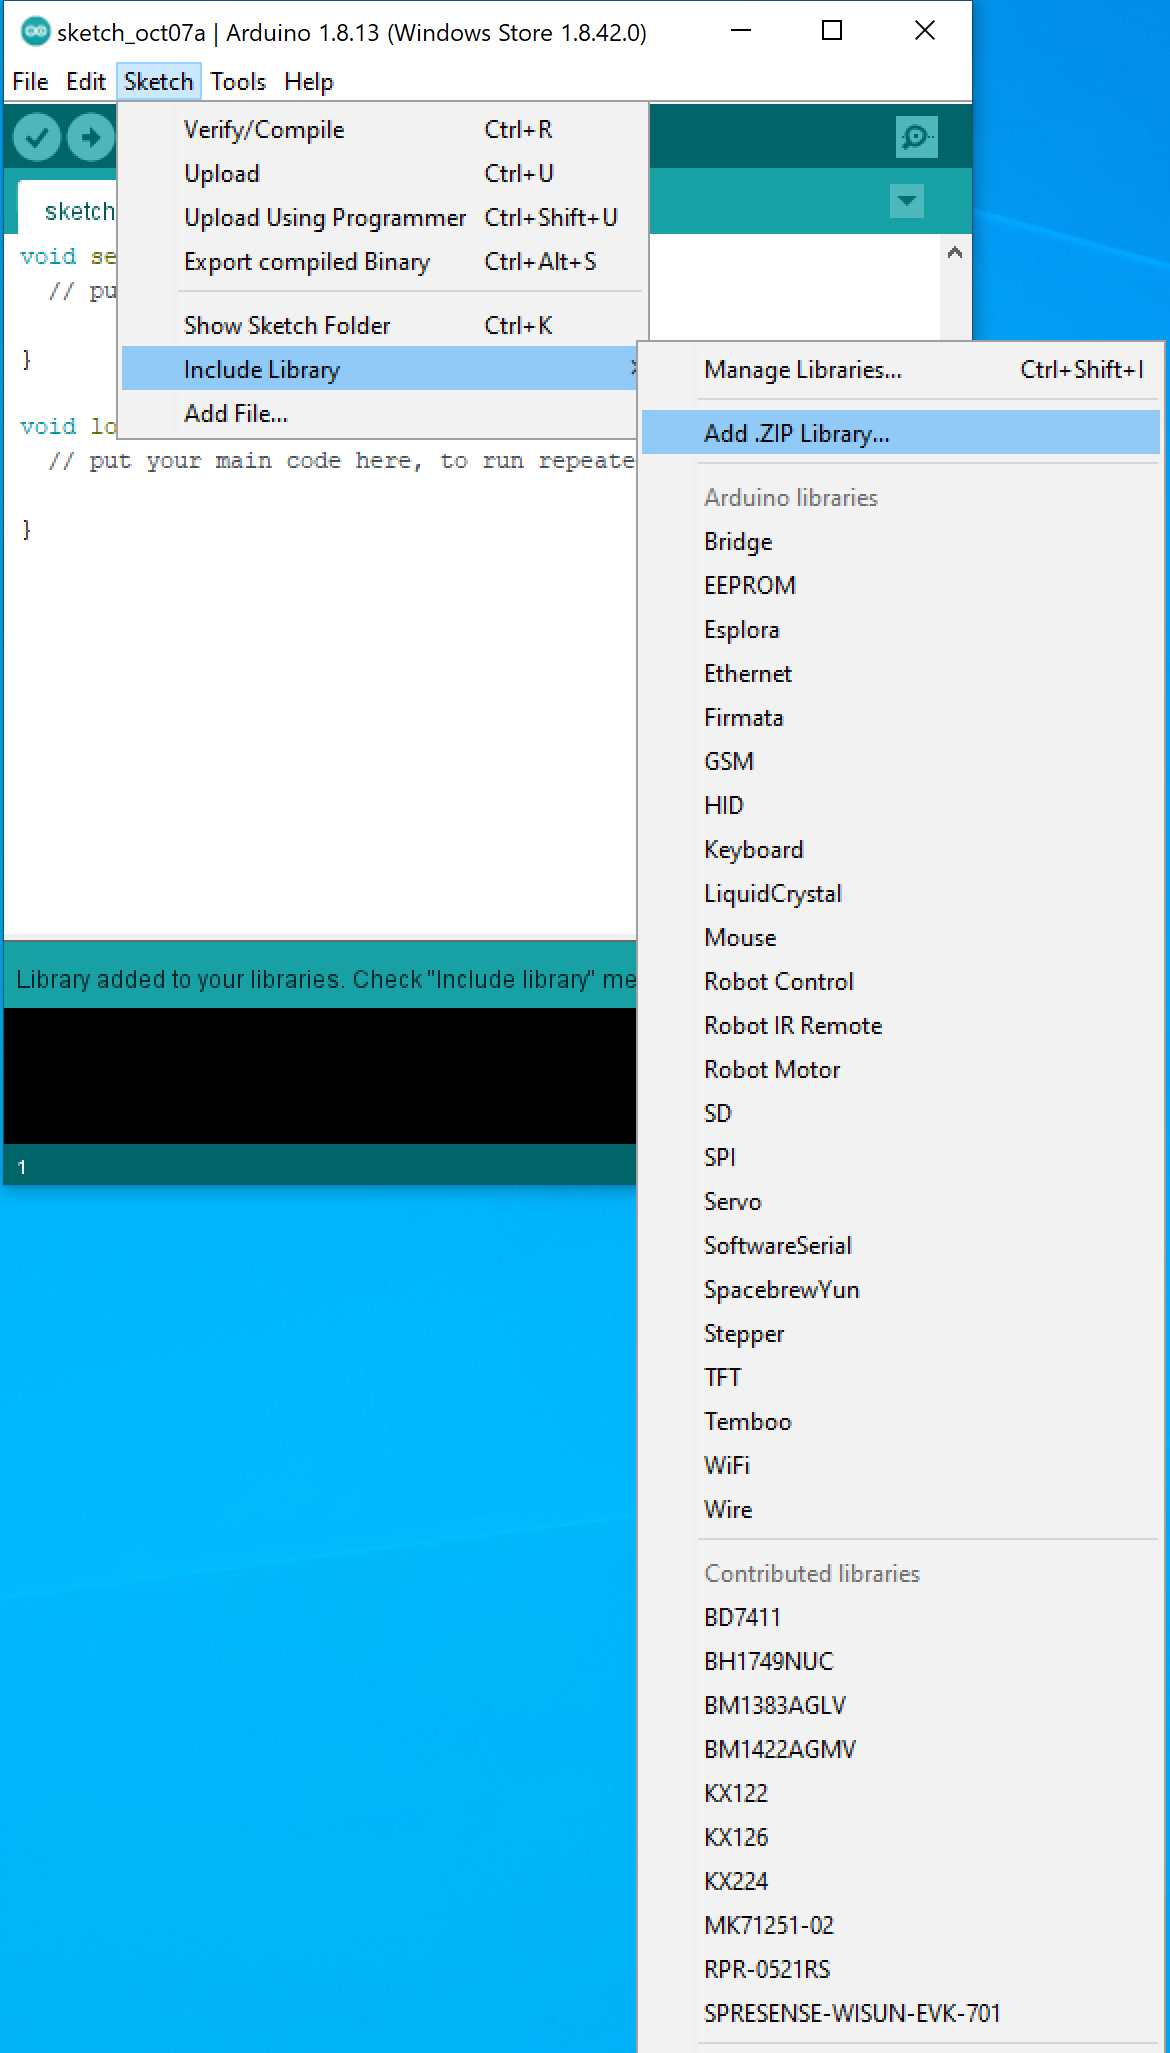 sketch_oct07a | Arduino 1.8.13 (Windows Store 1.8.42.0)
File Edit Sketch Tools Help
Verify/Compile Ctrl+R
Upload Ctrl+U
Upload Using Programmer Ctrl+Shift+U
Export compiled Binary Ctrl+Alt+S
Show Sketch Folder Ctrl+K
Include Library
Add File...
sketch
void se
// pu
}
void lo
// put your main code here, to run repeate
}
Manage Libraries... Ctrl+Shift+I
Add .ZIP Library...
Arduino libraries
Bridge
EEPROM
Esplora
Ethernet
Firmata
GSM
HID
Keyboard
LiquidCrystal
Mouse
Robot Control
Robot IR Remote
Robot Motor
SD
SPI
Servo
SoftwareSerial
SpacebrewYun
Stepper
TFT
Temboo
WiFi
Wire
Contributed libraries
BD7411
BH1749NUC
BM1383AGLV
BM1422AGMV
KX122
KX126
KX224
MK71251-02
RPR-0521RS
SPRESENSE-WISUN-EVK-701
Library added to your libraries. Check "Include library" me
1